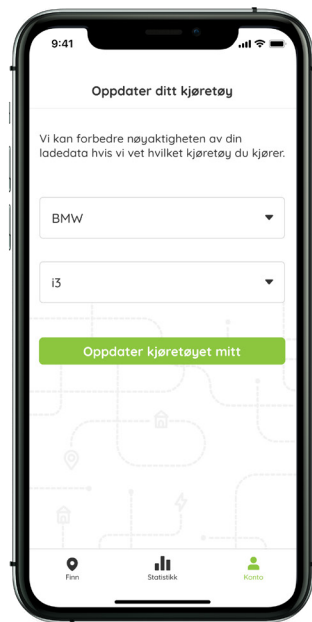 9:41
Oppdater ditt kjøretøy
Vi kan forbedre nøyaktigheten av din
ladedata hvis vi vet hvilket kjøretøy du kjører.
BMW
i3
Oppdater kjøretøyet mitt
Finn
Statistikk
Konto